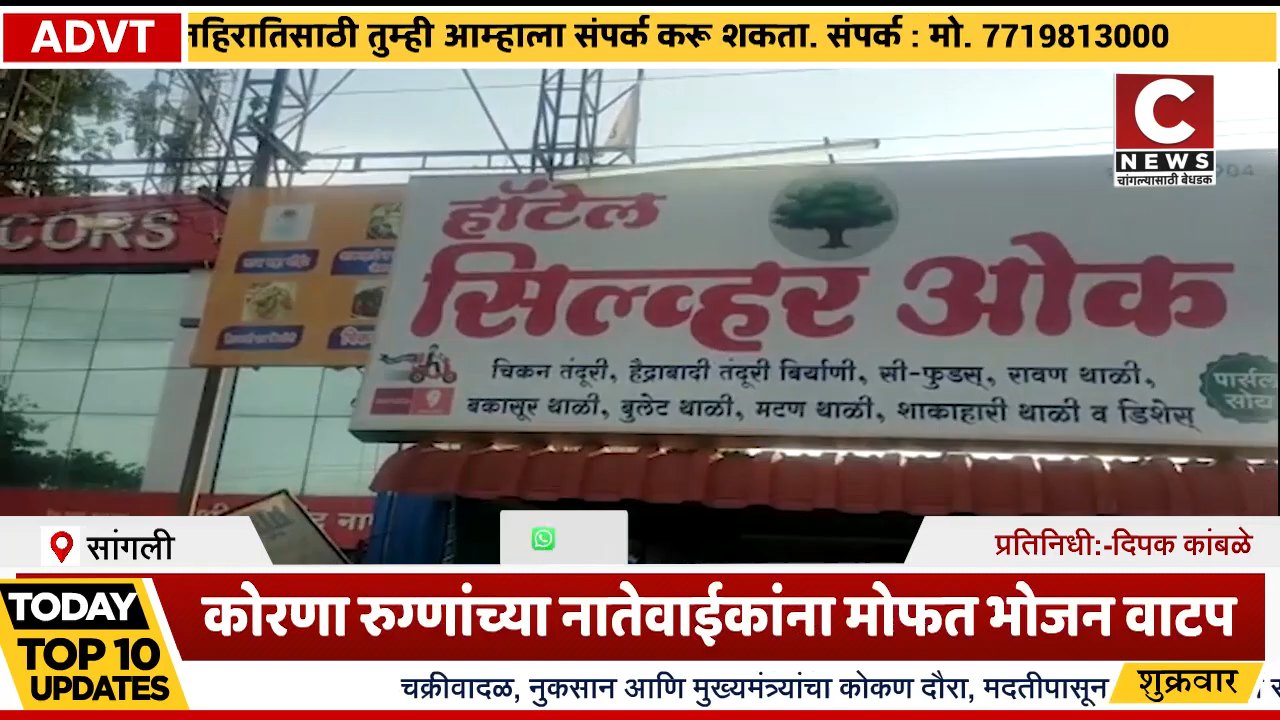 ADVT
जाहिरातिसाठी तुम्ही आम्हाला संपर्क करू शकता. संपर्क : मो. 7719813000
C
NEWS
चांगल्यासाठी बेधडक
CORS
हॉटेल
सिल्व्हर ओक
चिकन तंदूरी, हैद्राबादी तंदूरी बिर्याणी, सी-फुडस्, रावण थाळी,
बकासूर थाळी, बुलेट थाळी, मटण थाळी, शाकाहारी थाळी व डिशेस्
पार्सल
सोय
सांगली
प्रतिनिधी:-दिपक कांबळे
TODAY
TOP 10
UPDATES
कोरणा रुग्णांच्या नातेवाईकांना मोफत भोजन वाटप
चक्रीवादळ, नुकसान आणि मुख्यमंत्र्यांचा कोकण दौरा, मदतीपासून
शुक्रवार